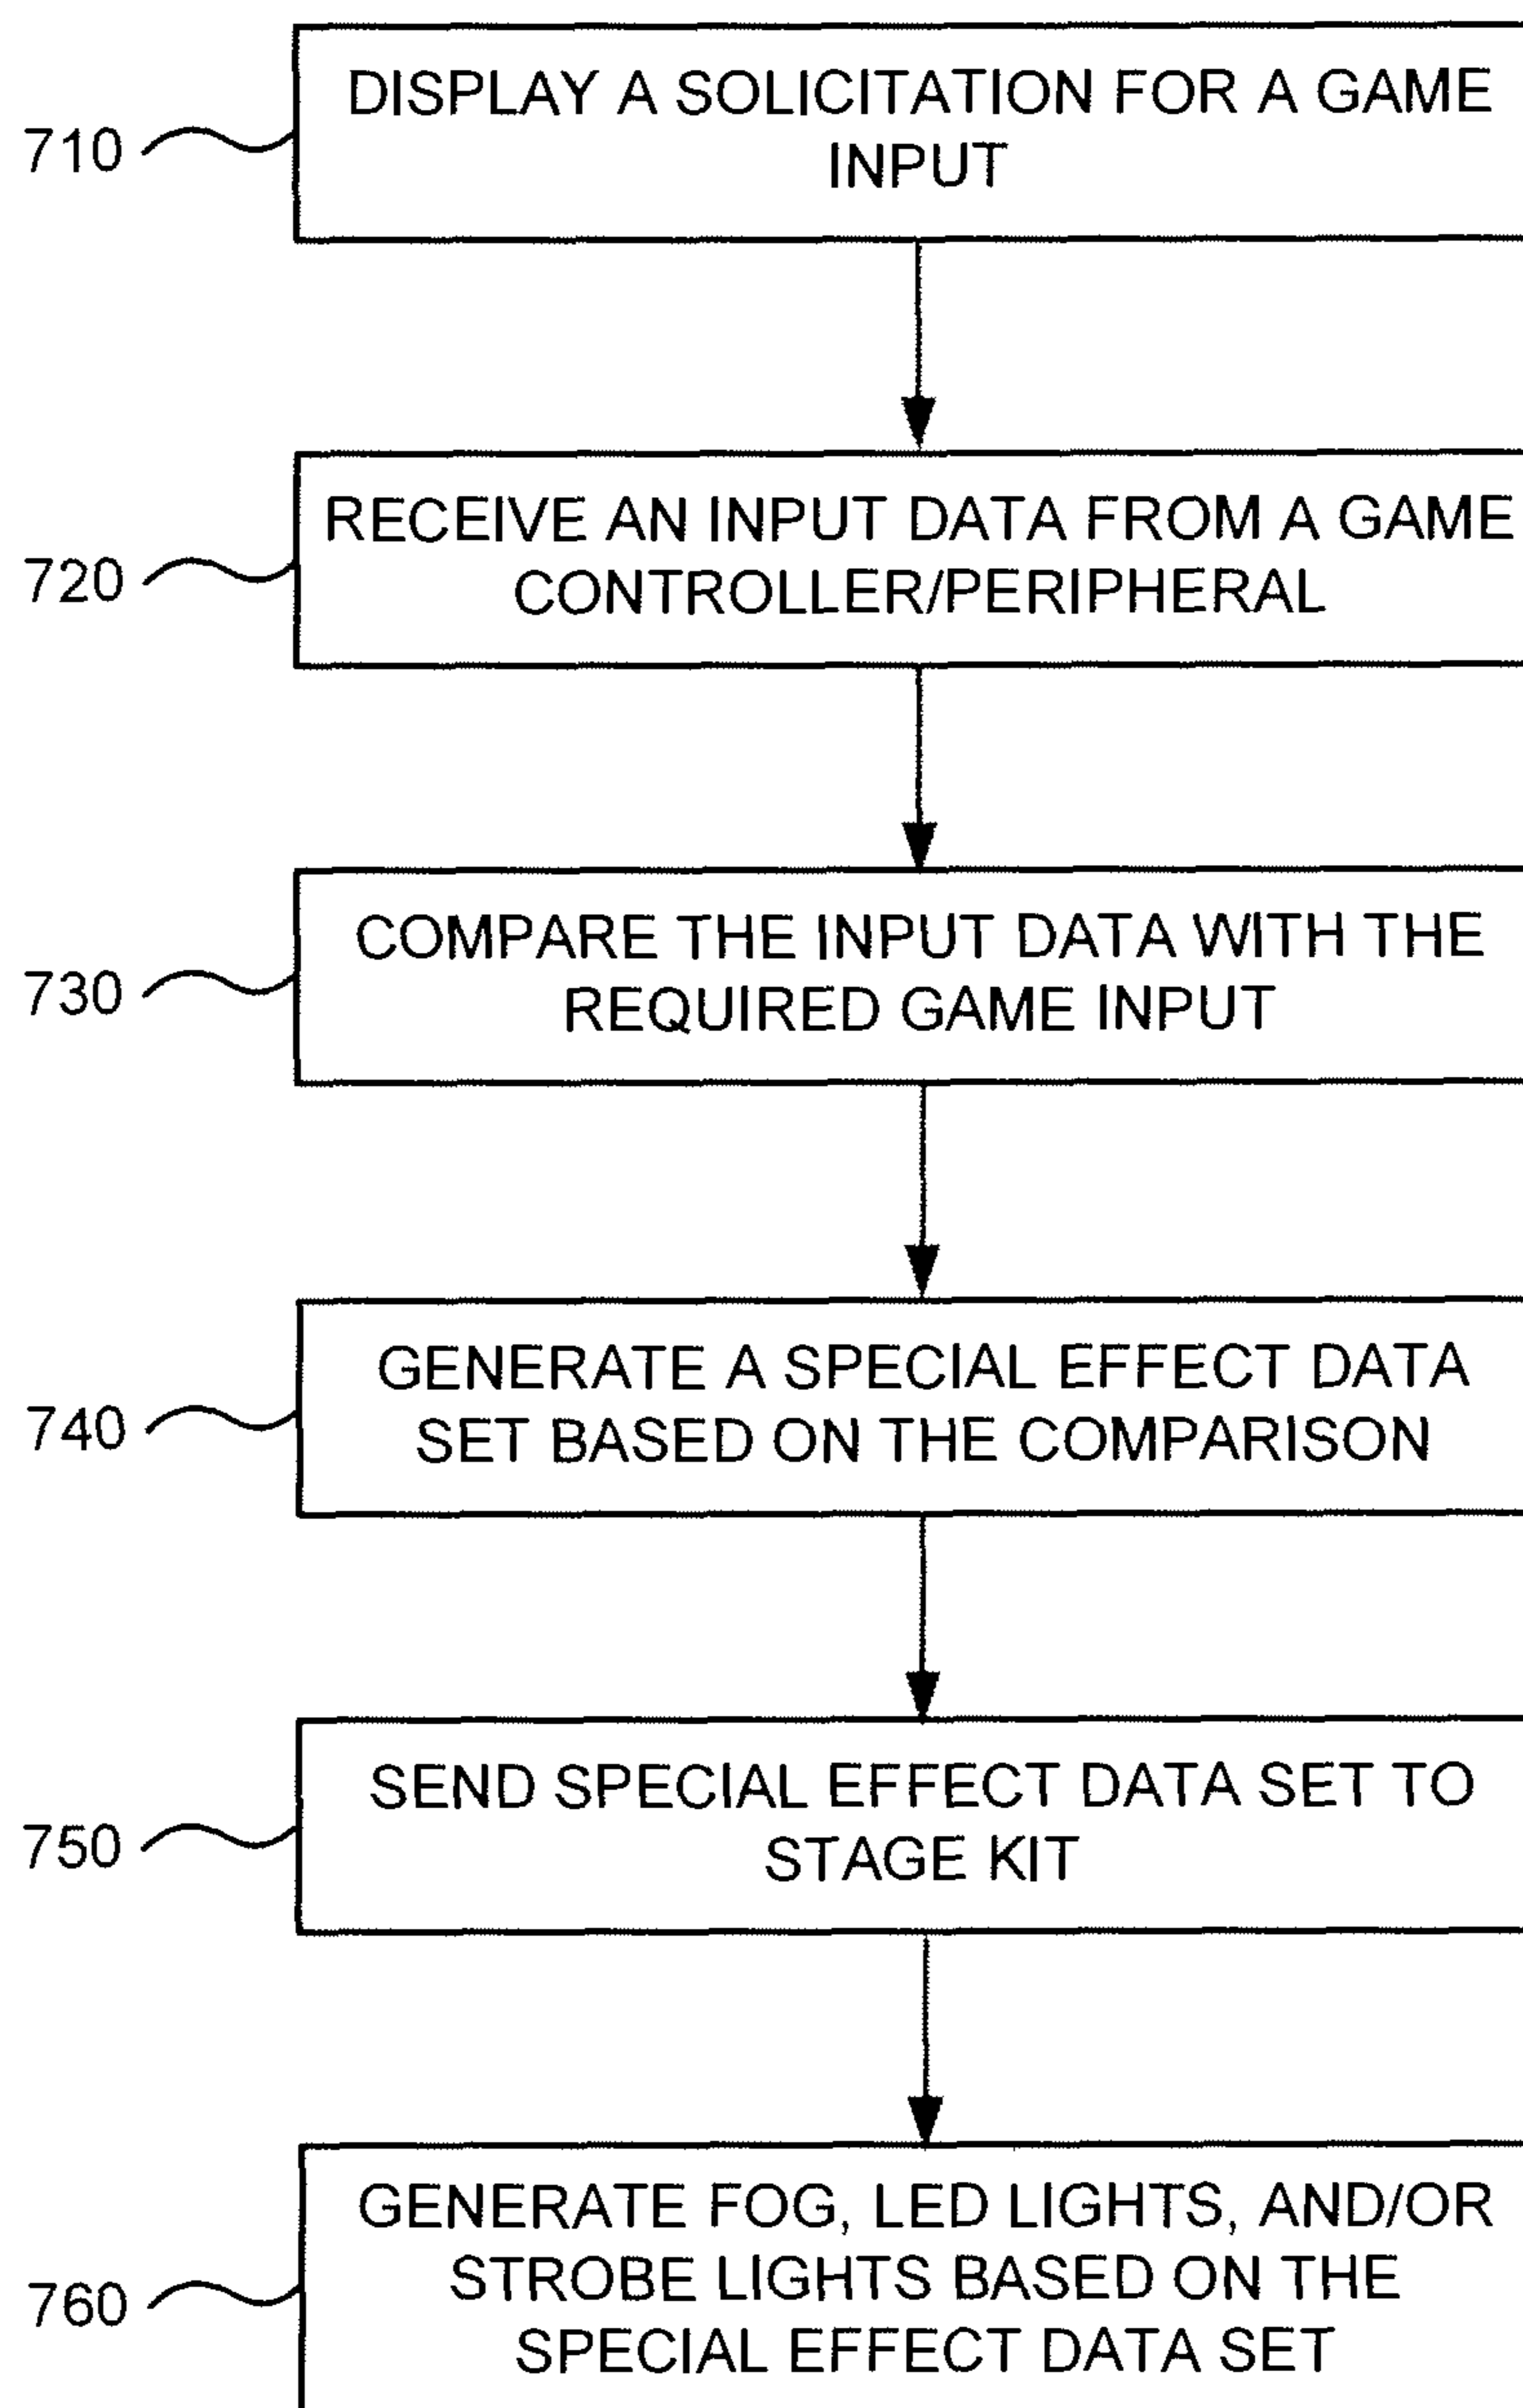 710
DISPLAY A SOLICITATION FOR A GAME
INPUT
720
RECEIVE AN INPUT DATA FROM A GAME
CONTROLLER/PERIPHERAL
730
COMPARE THE INPUT DATA WITH THE
REQUIRED GAME INPUT
740
GENERATE A SPECIAL EFFECT DATA
SET BASED ON THE COMPARISON
750
SEND SPECIAL EFFECT DATA SET TO
STAGE KIT
760
GENERATE FOG, LED LIGHTS, AND/OR
STROBE LIGHTS BASED ON THE
SPECIAL EFFECT DATA SET